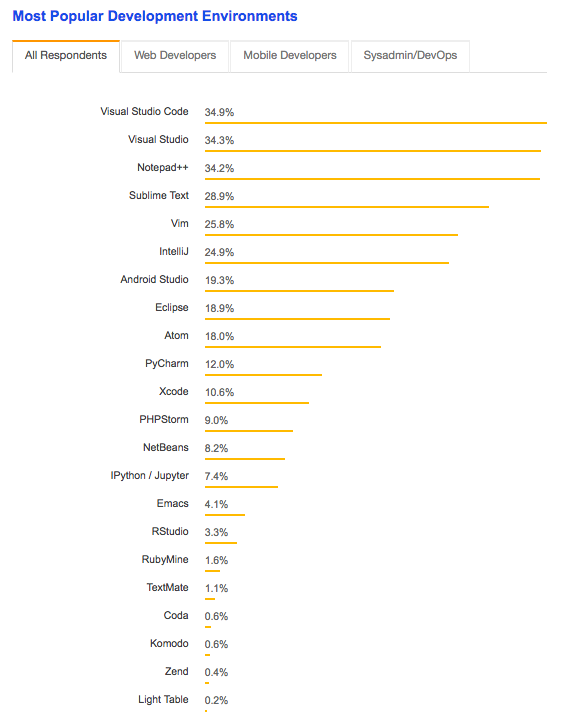 Most Popular Development Environments
All Respondents Web Developers Mobile Developers Sysadmin/DevOps
Visual Studio Code 34.9%
Visual Studio 34.3%
Notepad++ 34.2%
Sublime Text 28.9%
Vim 25.8%
IntelliJ 24.9%
Android Studio 19.3%
Eclipse 18.9%
Atom 18.0%
PyCharm 12.0%
Xcode 10.6%
PHPStorm 9.0%
NetBeans 8.2%
IPython / Jupyter 7.4%
Emacs 4.1%
RStudio 3.3%
RubyMine 1.6%
TextMate 1.1%
Coda 0.6%
Komodo 0.6%
Zend 0.4%
Light Table 0.2%